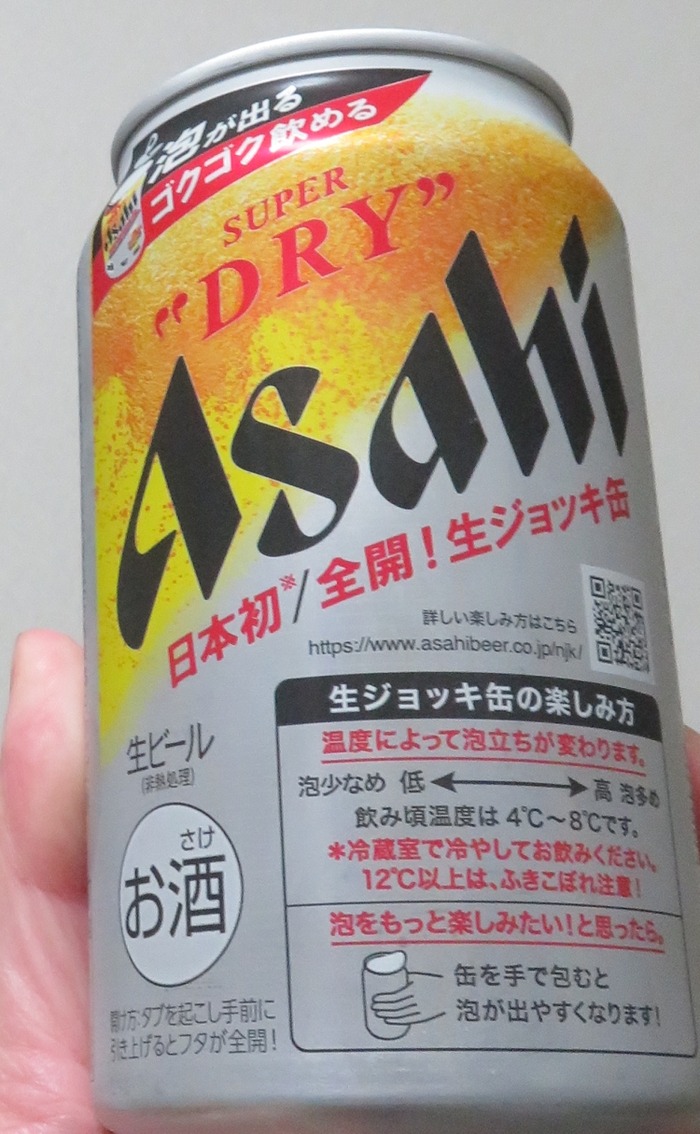 泡が出る
ゴクゴク飲める
Asahi
SUPER
"DRY"
Asahi
日本初※/全開!生ジョッキ缶
詳しい楽しみ方はこちら
https://www.asahibeer.co.jp/njk/
生ジョッキ缶の楽しみ方
温度によって泡立ちが変わります。
泡少なめ 低 ⟷ 高 泡多め
飲み頃温度は 4℃~8℃です。
*冷蔵室で冷やしてお飲みください。
12℃以上は、ふきこぼれ注意!
泡をもっと楽しみたい!と思ったら。
缶を手で包むと
泡が出やすくなります!
生ビール
(非熱処理)
さけ
お酒
開け方:タブを起こし手前に
引き上げるとフタが全開!